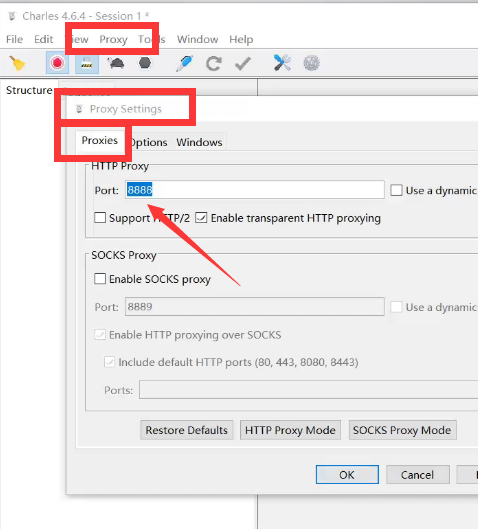 Charles 4.6.4 - Session 1 *
File Edit View Proxy Tools Window Help
Structure
Proxy Settings
Proxies Options Windows
HTTP Proxy
Port: 8888 Use a dynamic
Support HTTP/2 Enable transparent HTTP proxying
SOCKS Proxy
Enable SOCKS proxy
Port: 8889 Use a dynamic
Enable HTTP proxying over SOCKS
Include default HTTP ports (80, 443, 8080, 8443)
Ports:
Restore Defaults HTTP Proxy Mode SOCKS Proxy Mode
OK Cancel